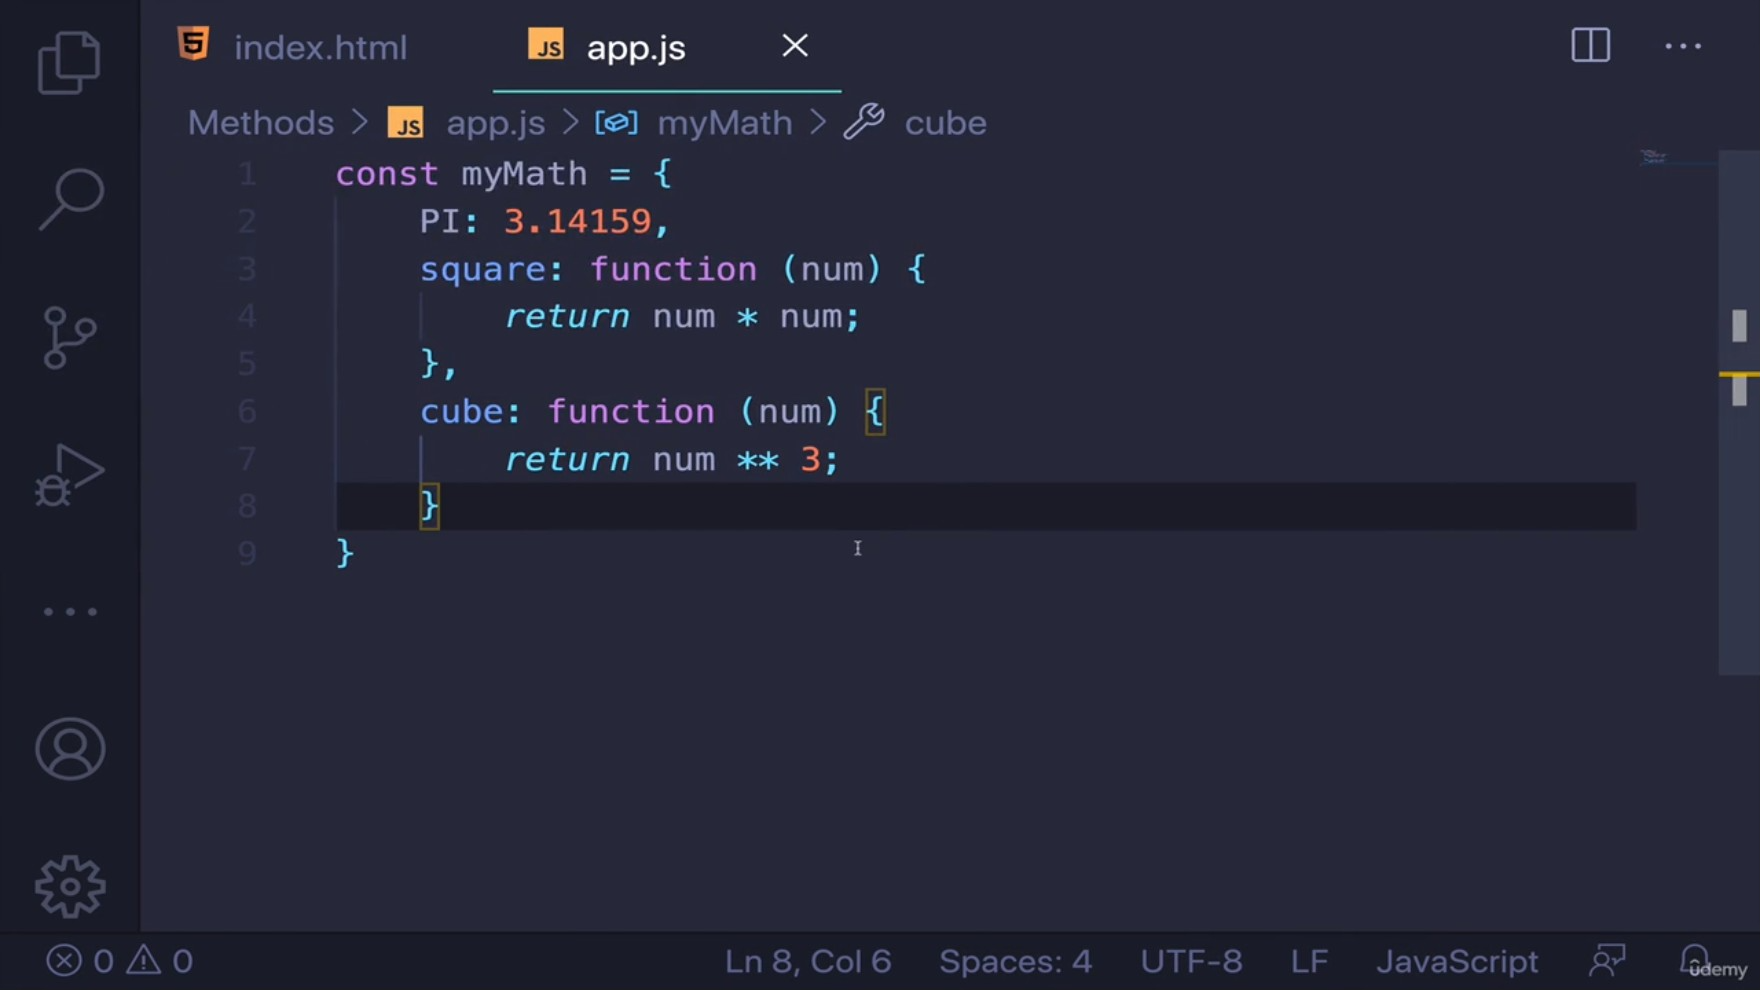 index.html JS app.js
Methods > JS app.js > myMath > cube
1 const myMath = {
2 PI: 3.14159,
3 square: function (num) {
4 return num * num;
5 },
6 cube: function (num) {
7 return num ** 3;
8 }
9 }
0 0 Ln 8, Col 6 Spaces: 4 UTF-8 LF JavaScript
ûdemy